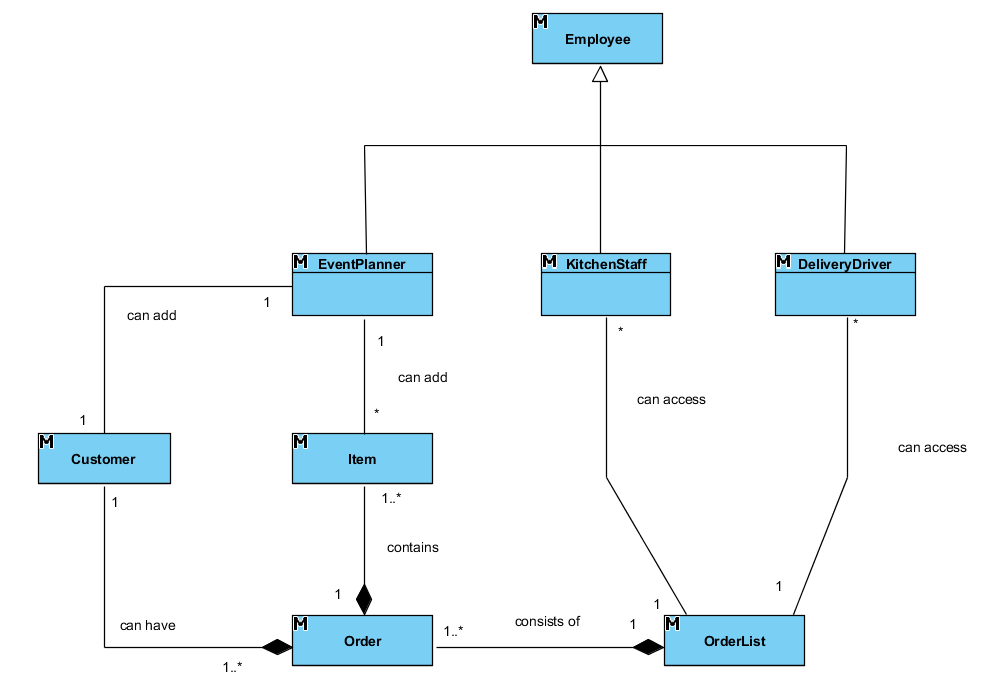 M
Employee
M EventPlanner
M KitchenStaff
M DeliveryDriver
1
can add
1
can add
*
*
can access
*
can access
1
M
Customer
M
Item
1
1..*
contains
1
can have
1..*
M
Order
1..*
consists of
1
1
1
M
OrderList